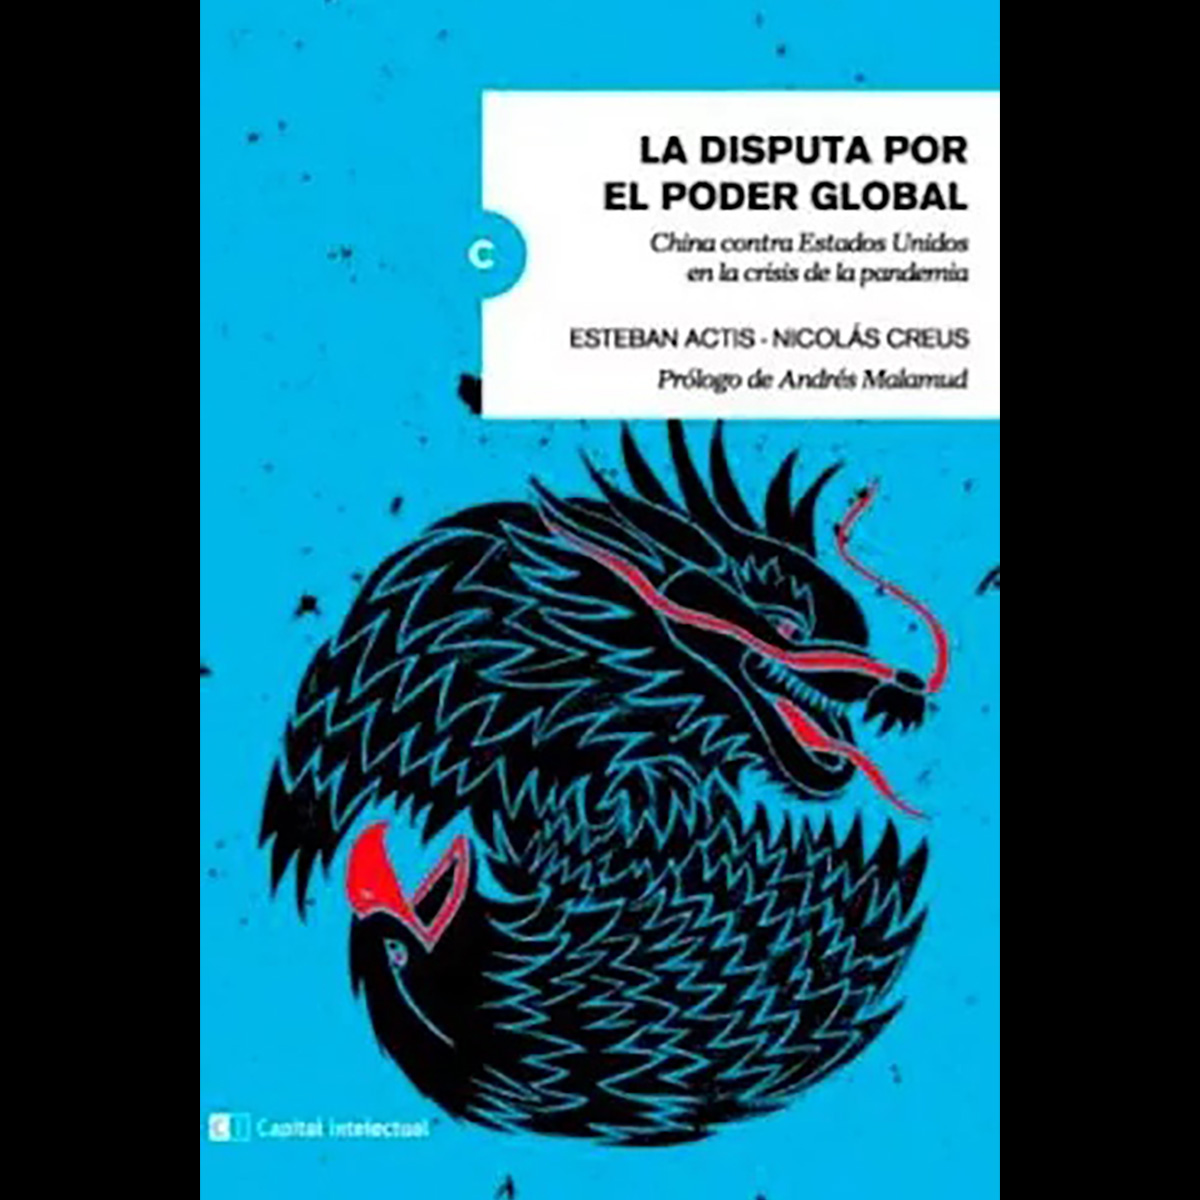 LA DISPUTA POR
EL PODER GLOBAL
China contra Estados Unidos
en la crisis de la pandemia
C
ESTEBAN ACTIS - NICOLÁS CREUS
Prólogo de Andrés Malamud
CI Capital intelectual